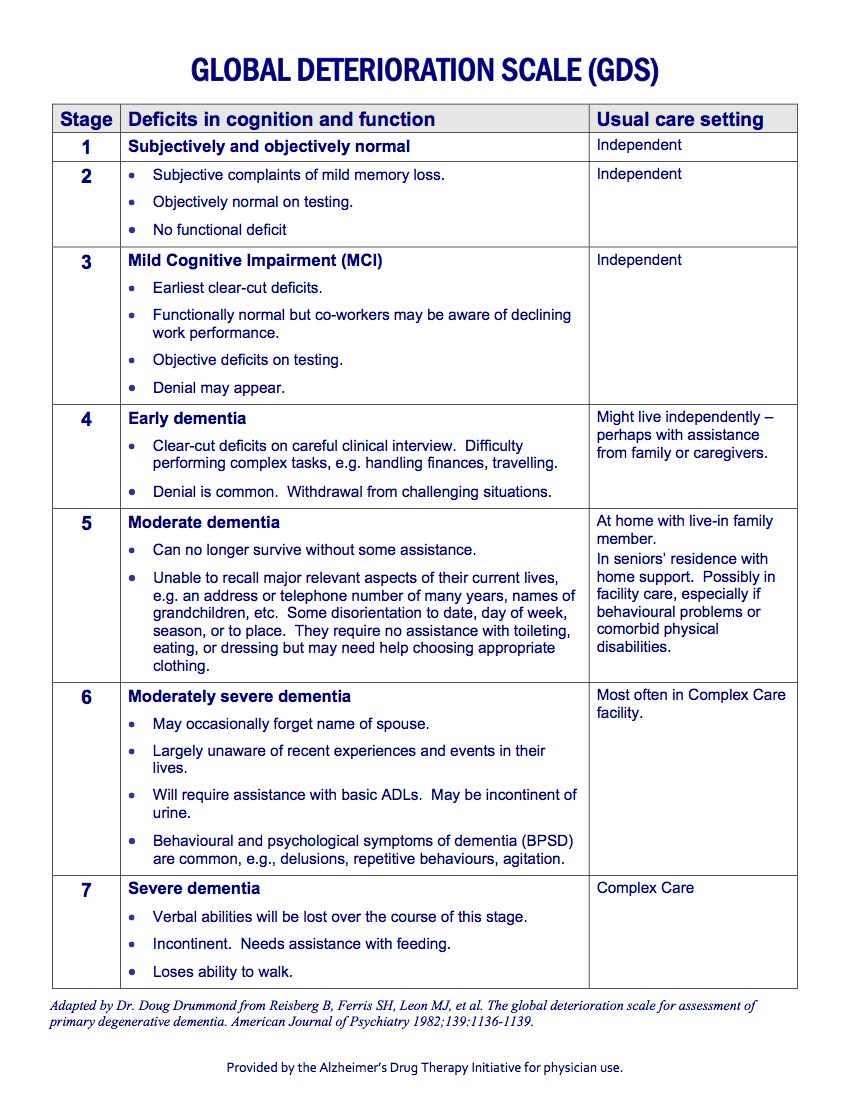 GLOBAL DETERIORATION SCALE (GDS)
Stage Deficits in cognition and function Usual care setting
1 Subjectively and objectively normal Independent
2 • Subjective complaints of mild memory loss. Independent
• Objectively normal on testing.
• No functional deficit
3 Mild Cognitive Impairment (MCI) Independent
• Earliest clear-cut deficits.
• Functionally normal but co-workers may be aware of declining
work performance.
• Objective deficits on testing.
• Denial may appear.
4 Early dementia
• Clear-cut deficits on careful clinical interview. Difficulty
performing complex tasks, e.g. handling finances, travelling.
• Denial is common. Withdrawal from challenging situations.
Might live independently –
perhaps with assistance
from family or caregivers.
5 Moderate dementia
• Can no longer survive without some assistance.
• Unable to recall major relevant aspects of their current lives,
e.g. an address or telephone number of many years, names of
grandchildren, etc. Some disorientation to date, day of week,
season, or to place. They require no assistance with toileting,
eating, or dressing but may need help choosing appropriate
clothing.
At home with live-in family
member.
In seniors' residence with
home support. Possibly in
facility care, especially if
behavioural problems or
comorbid physical
disabilities.
6 Moderately severe dementia
• May occasionally forget name of spouse.
• Largely unaware of recent experiences and events in their
lives.
• Will require assistance with basic ADLs. May be incontinent of
urine.
• Behavioural and psychological symptoms of dementia (BPSD)
are common, e.g., delusions, repetitive behaviours, agitation.
Most often in Complex Care
facility.
7 Severe dementia Complex Care
• Verbal abilities will be lost over the course of this stage.
• Incontinent. Needs assistance with feeding.
• Loses ability to walk.
Adapted by Dr. Doug Drummond from Reisberg B, Ferris SH, Leon MJ, et al. The global deterioration scale for assessment of
primary degenerative dementia. American Journal of Psychiatry 1982;139:1136-1139.
Provided by the Alzheimer's Drug Therapy Initiative for physician use.